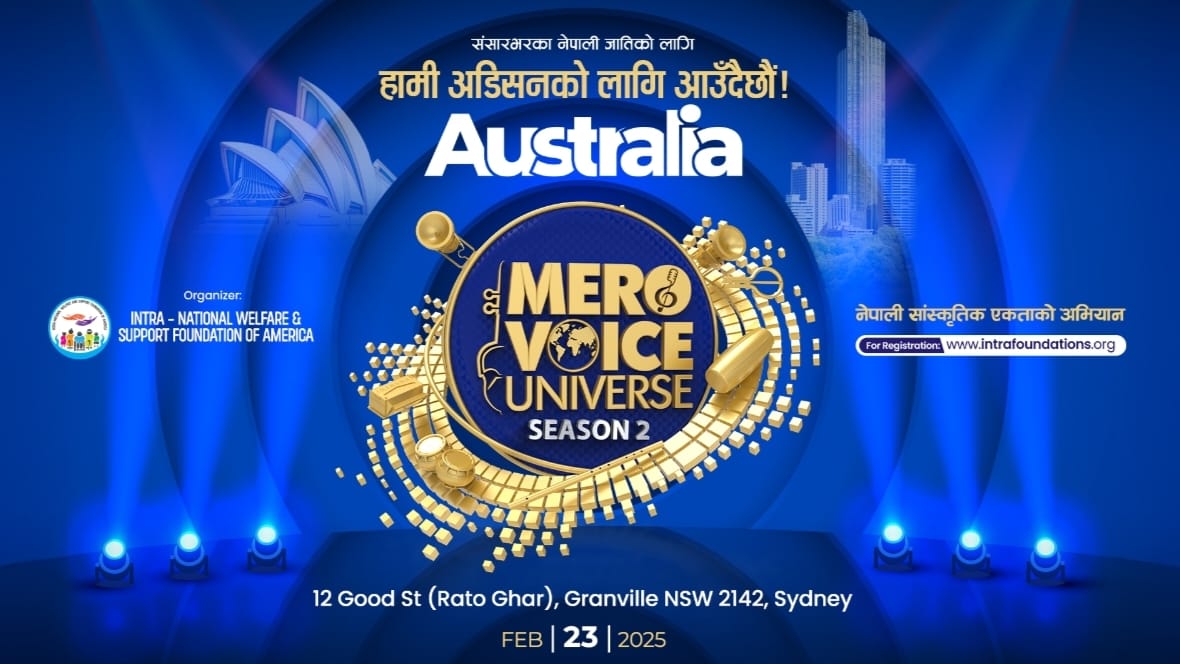 संसारभरका नेपाली जातिको लागि
हामी अडिसनको लागि आउँदैछौं!
Australia
MERO
VOICE
UNIVERSE
SEASON 2
Organizer:
INTRA - NATIONAL WELFARE &
SUPPORT FOUNDATION OF AMERICA
नेपाली सांस्कृतिक एकताको अभियान
For Registration: www.intrafoundations.org
12 Good St (Rato Ghar), Granville NSW 2142, Sydney
FEB | 23 | 2025